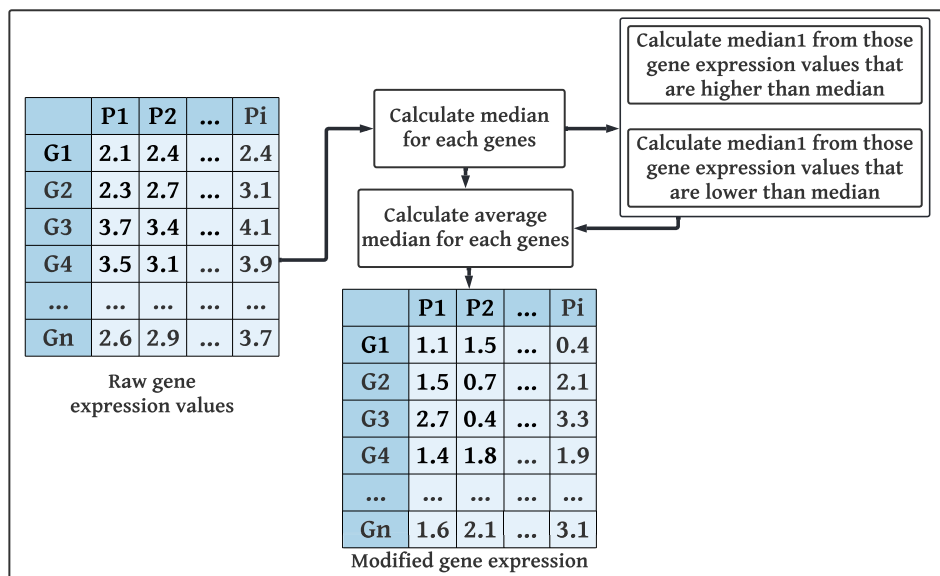 P1 P2 ... Pi
G1 2.1 2.4 ... 2.4
G2 2.3 2.7 ... 3.1
G3 3.7 3.4 ... 4.1
G4 3.5 3.1 ... 3.9
... ... ... ... ...
Gn 2.6 2.9 ... 3.7
Raw gene
expression values
Calculate median
for each genes
Calculate median1 from those
gene expression values that
are higher than median
Calculate median1 from those
gene expression values that
are lower than median
Calculate average
median for each genes
P1 P2 ... Pi
G1 1.1 1.5 ... 0.4
G2 1.5 0.7 ... 2.1
G3 2.7 0.4 ... 3.3
G4 1.4 1.8 ... 1.9
... ... ... ... ...
Gn 1.6 2.1 ... 3.1
Modified gene expression